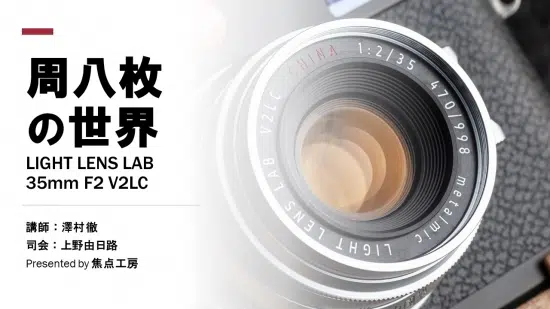 周八枚
の世界
LIGHT LENS LAB
35mm F2 V2LC
講師：澤村徹
司会：上野由日路
Presented by 焦点工房
LIGHT LENS LAB V2LC CHINA 1:2/35 470/998 metalmic